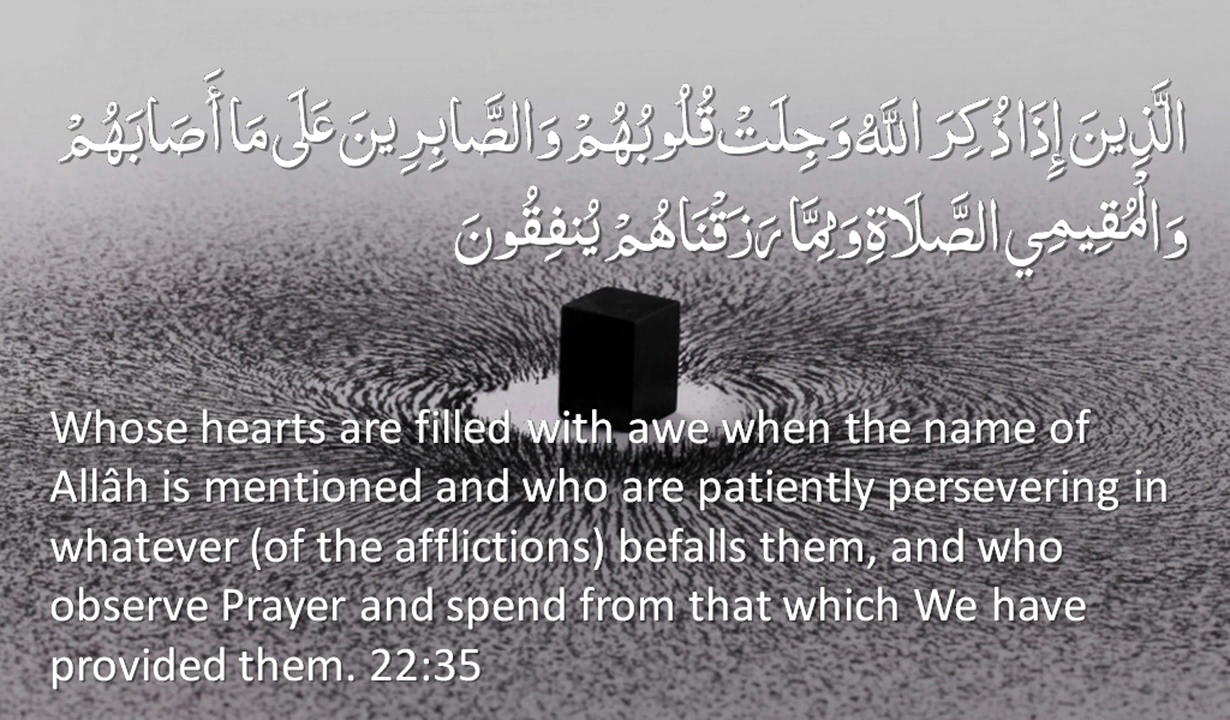 الَّذِينَ إِذَا ذُكِرَ اللَّهُ وَجِلَتْ قُلُوبُهُمْ وَالصَّابِرِينَ عَلَى مَا أَصَابَهُمْ
وَالْمُقِيمِي الصَّلَاةِ وَمِمَّا رَزَقْنَاهُمْ يُنفِقُونَ
Whose hearts are filled with awe when the name of
Allâh is mentioned and who are patiently persevering in
whatever (of the afflictions) befalls them, and who
observe Prayer and spend from that which We have
provided them. 22:35